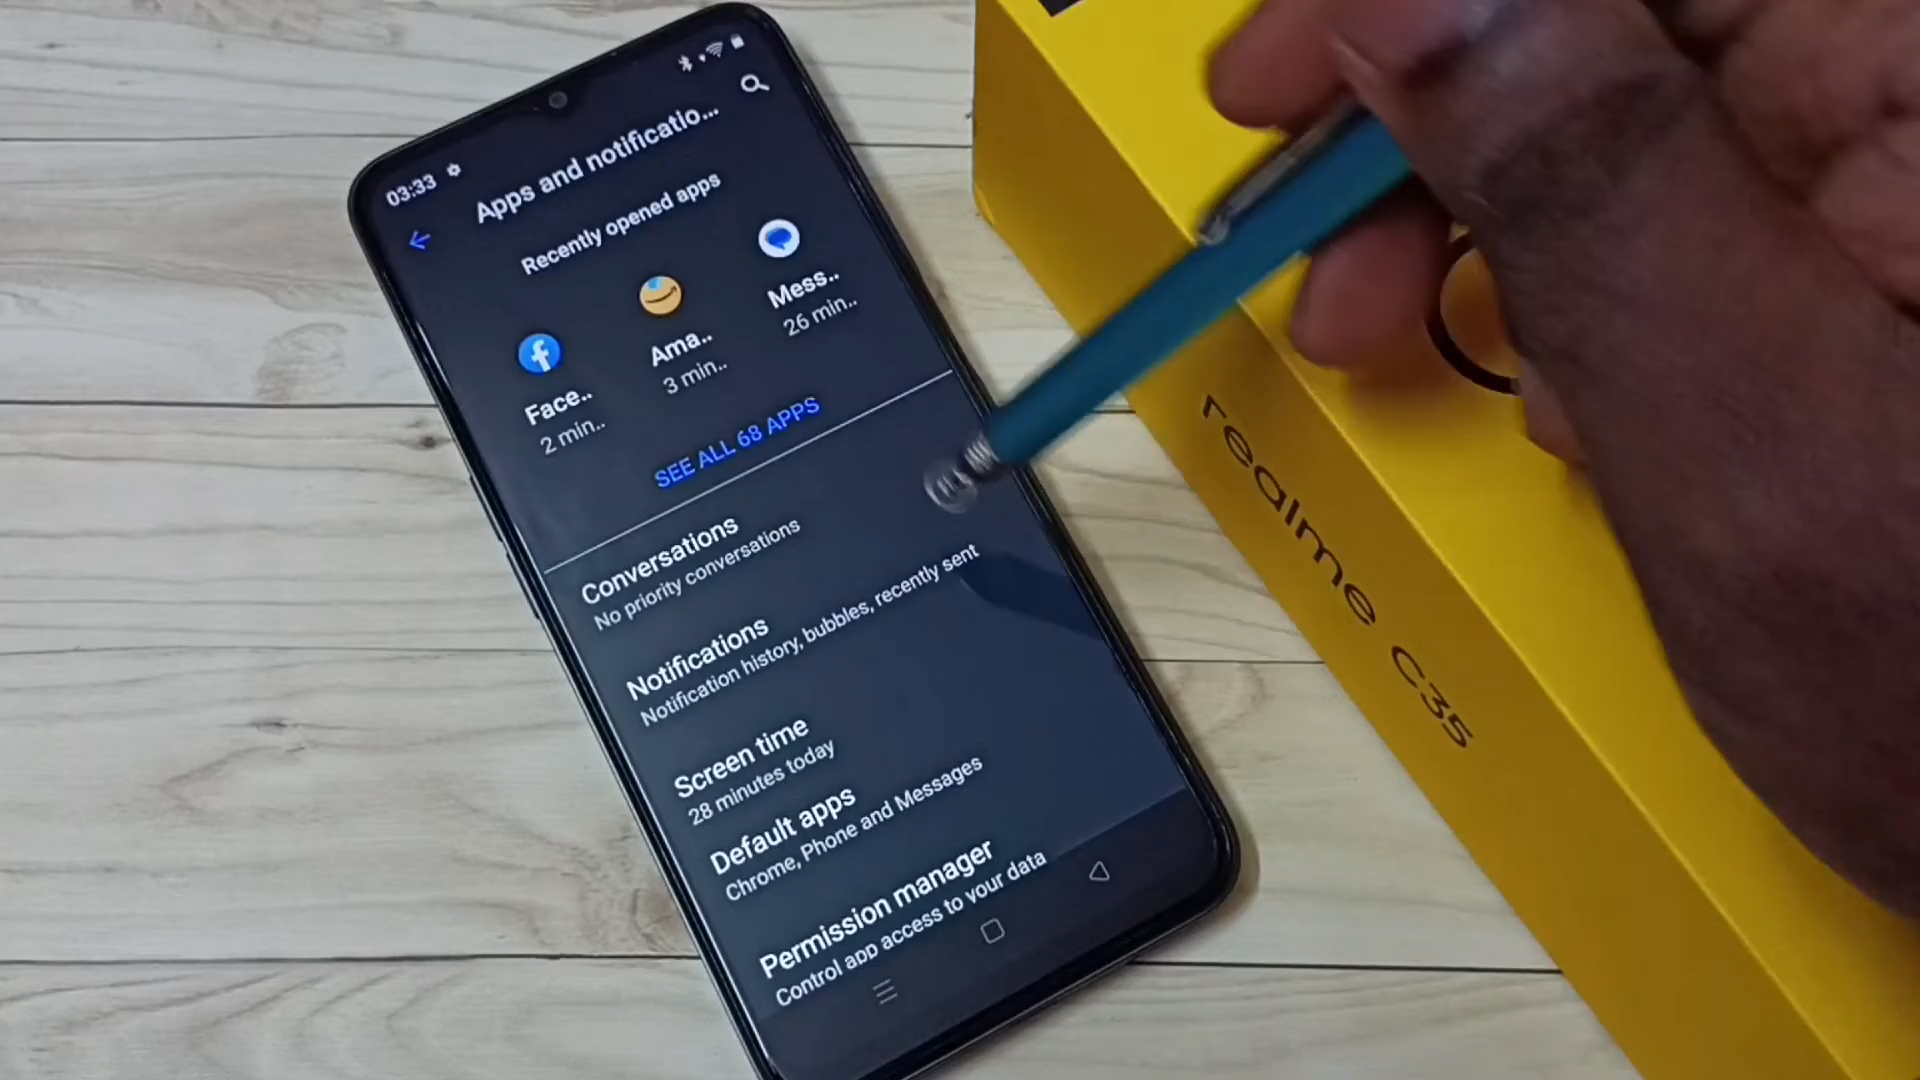 03:33
Apps and notificatio...
Recently opened apps
Face..
2 min..
Ama..
3 min..
Mess..
26 min..
SEE ALL 68 APPS
Conversations
No priority conversations
Notifications
Notification history, bubbles, recently sent
Screen time
28 minutes today
Default apps
Chrome, Phone and Messages
Permission manager
Control app access to your data
realme C35